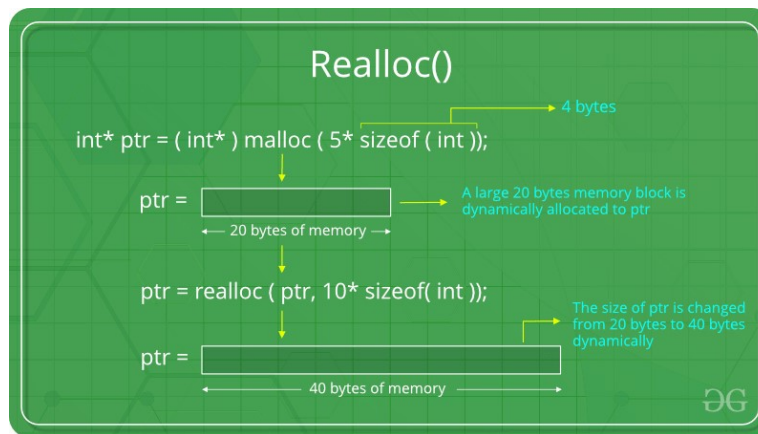 Realloc()
4 bytes
int* ptr = ( int* ) malloc ( 5* sizeof ( int ));
ptr =
A large 20 bytes memory block is
dynamically allocated to ptr
20 bytes of memory
ptr = realloc ( ptr, 10* sizeof( int ));
The size of ptr is changed
from 20 bytes to 40 bytes
dynamically
ptr =
40 bytes of memory